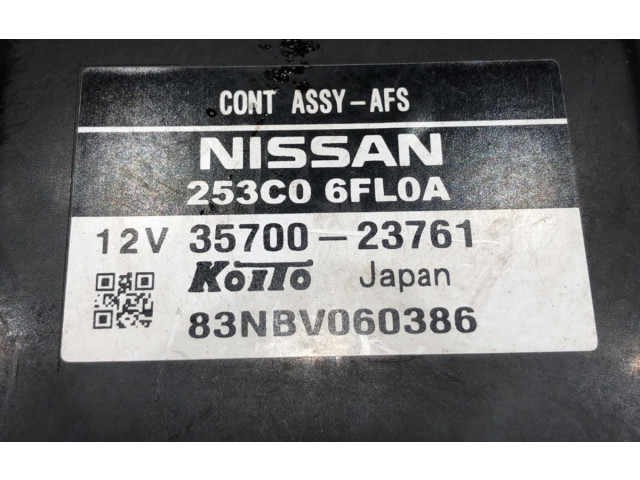 CONT ASSY-AFS
NISSAN
253C0 6FL0A
12V 35700-23761
KOITO Japan
83NBV060386